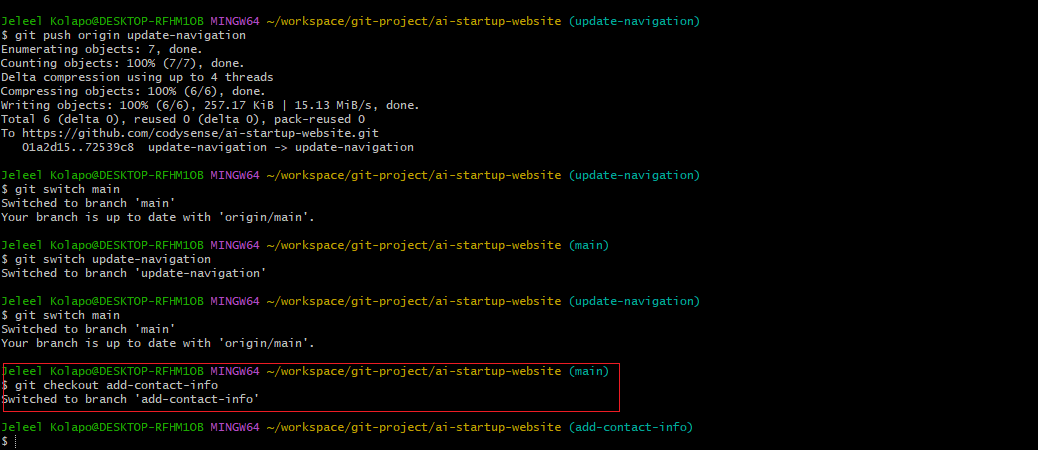 Jeleel Kolapo@DESKTOP-RFHM1OB MINGW64 ~/workspace/git-project/ai-startup-website (update-navigation)
$ git push origin update-navigation
Enumerating objects: 7, done.
Counting objects: 100% (7/7), done.
Delta compression using up to 4 threads
Compressing objects: 100% (6/6), done.
Writing objects: 100% (6/6), 257.17 KiB | 15.13 MiB/s, done.
Total 6 (delta 0), reused 0 (delta 0), pack-reused 0
To https://github.com/codysense/ai-startup-website.git
   01a2d15..72539c8  update-navigation -> update-navigation
Jeleel Kolapo@DESKTOP-RFHM1OB MINGW64 ~/workspace/git-project/ai-startup-website (update-navigation)
$ git switch main
Switched to branch 'main'
Your branch is up to date with 'origin/main'.
Jeleel Kolapo@DESKTOP-RFHM1OB MINGW64 ~/workspace/git-project/ai-startup-website (main)
$ git switch update-navigation
Switched to branch 'update-navigation'
Jeleel Kolapo@DESKTOP-RFHM1OB MINGW64 ~/workspace/git-project/ai-startup-website (update-navigation)
$ git switch main
Switched to branch 'main'
Your branch is up to date with 'origin/main'.
Jeleel Kolapo@DESKTOP-RFHM1OB MINGW64 ~/workspace/git-project/ai-startup-website (main)
$ git checkout add-contact-info
Switched to branch 'add-contact-info'
Jeleel Kolapo@DESKTOP-RFHM1OB MINGW64 ~/workspace/git-project/ai-startup-website (add-contact-info)
$